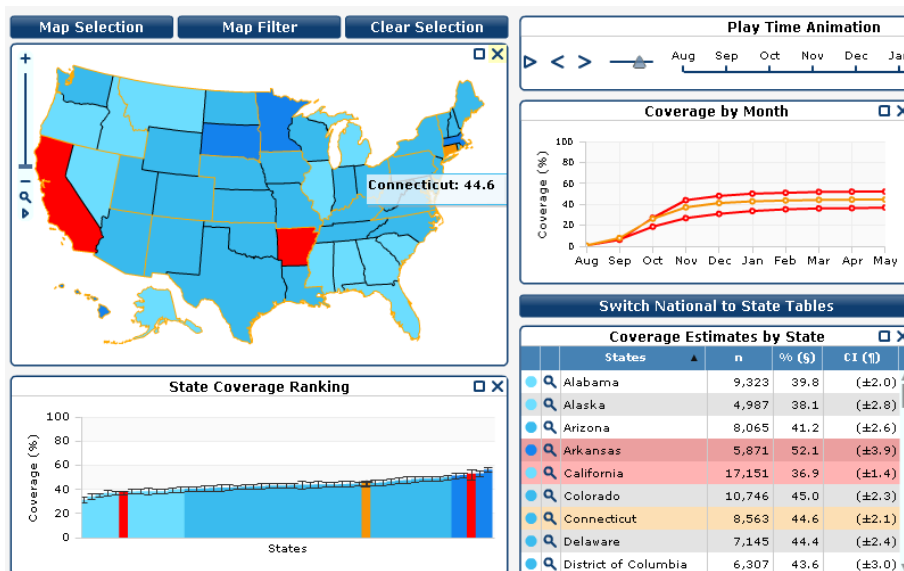 Map Selection Map Filter Clear Selection
Connecticut: 44.6
State Coverage Ranking
Coverage (%)
100
80
60
40
20
0
States
Play Time Animation
Aug Sep Oct Nov Dec
Coverage by Month
Coverage (%)
100
80
60
40
20
0
Aug Sep Oct Nov Dec Jan Feb Mar Apr May
Switch National to State Tables
Coverage Estimates by State
States n % (§) CI (¶)
Alabama 9,323 39.8 (±2.0)
Alaska 4,987 38.1 (±2.8)
Arizona 8,065 41.2 (±2.6)
Arkansas 5,871 52.1 (±3.9)
California 17,151 36.9 (±1.4)
Colorado 10,746 45.0 (±2.3)
Connecticut 8,563 44.6 (±2.1)
Delaware 7,145 44.4 (±2.4)
District of Columbia 6,307 43.6 (±3.0)